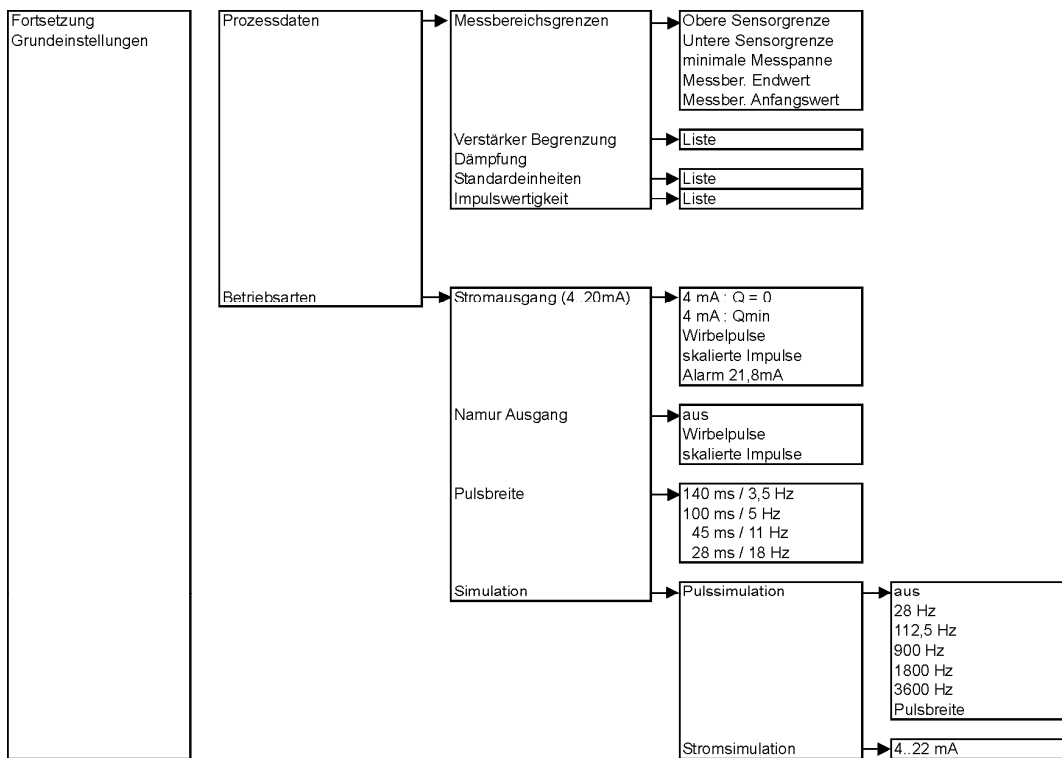 Fortsetzung
Grundeinstellungen
Prozessdaten
Messbereichsgrenzen
Obere Sensorgrenze
Untere Sensorgrenze
minimale Messpanne
Messber. Endwert
Messber. Anfangswert
Verstärker Begrenzung
Liste
Dämpfung
Standardeinheiten
Liste
Impulswertigkeit
Liste
Betriebsarten
Stromausgang (4..20mA)
4 mA : Q = 0
4 mA : Qmin
Wirbelpulse
skalierte Impulse
Alarm 21,8mA
Namur Ausgang
aus
Wirbelpulse
skalierte Impulse
Pulsbreite
140 ms / 3,5 Hz
100 ms / 5 Hz
45 ms / 11 Hz
28 ms / 18 Hz
Simulation
Pulssimulation
aus
28 Hz
112,5 Hz
900 Hz
1800 Hz
3600 Hz
Pulsbreite
Stromsimulation
4..22 mA